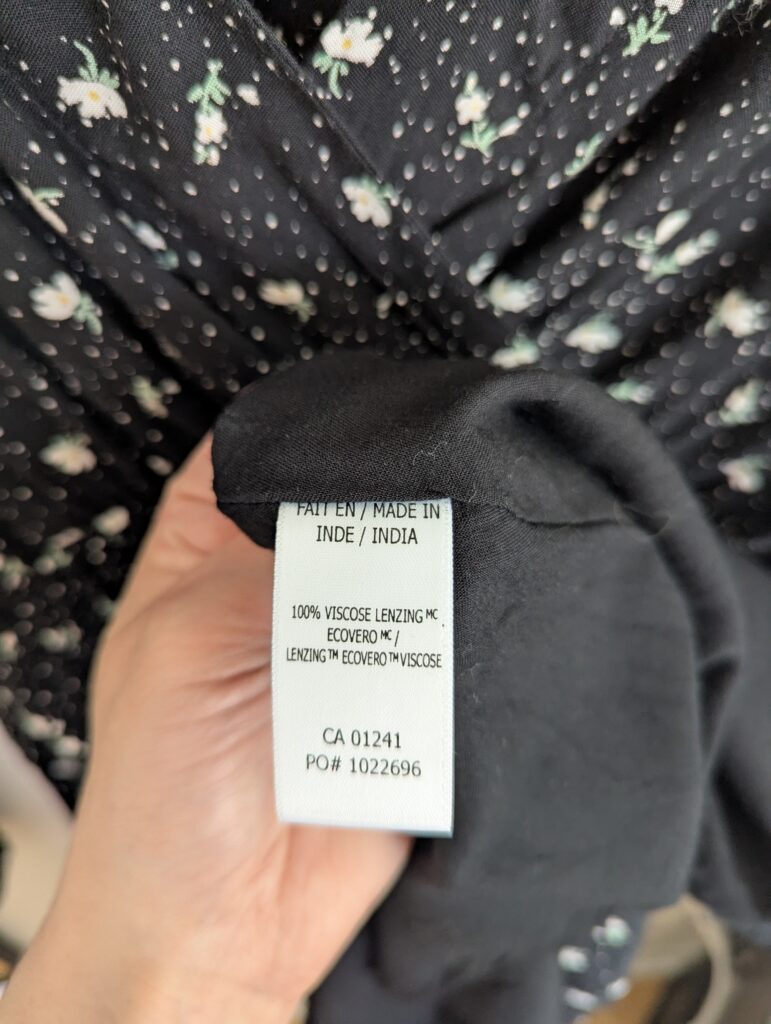 FAIT EN / MADE IN
INDE / INDIA
100% VISCOSE LENZING MC
ECOVERO MC /
LENZING™ ECOVERO™ VISCOSE
CA 01241
PO# 1022696